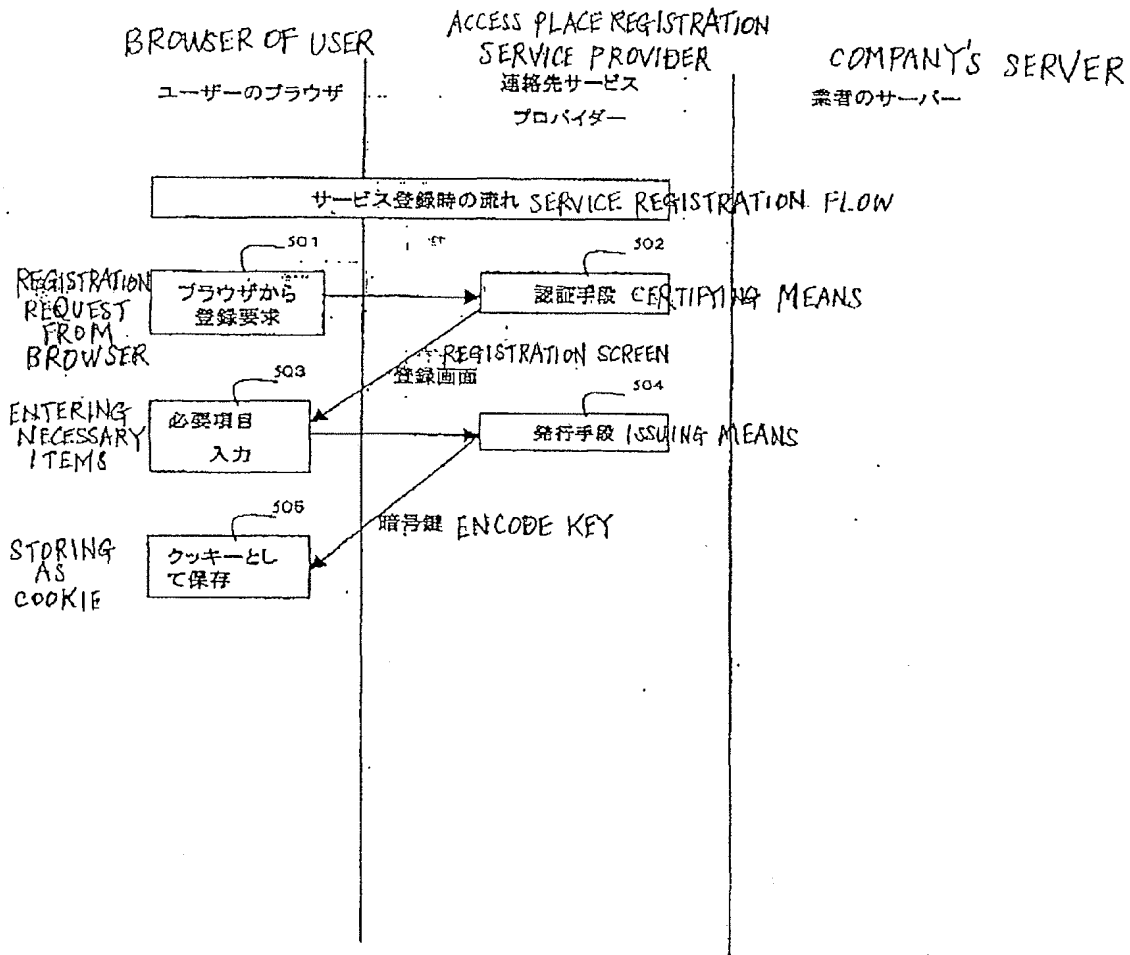 BROWSER OF USER
ユーザーのブラウザ
ACCESS PLACE REGISTRATION
SERVICE PROVIDER
連絡先サービス
プロバイダー
COMPANY'S SERVER
業者のサーバー
サービス登録時の流れ SERVICE REGISTRATION FLOW
501
502
REGISTRATION
REQUEST
FROM
BROWSER
ブラウザから
登録要求
認証手段 CERTIFYING MEANS
REGISTRATION SCREEN
登録画面
503
504
ENTERING
NECESSARY
ITEMS
必要項目
入力
発行手段 ISSUING MEANS
暗号鍵 ENCODE KEY
505
STORING
AS
COOKIE
クッキーとし
て保存